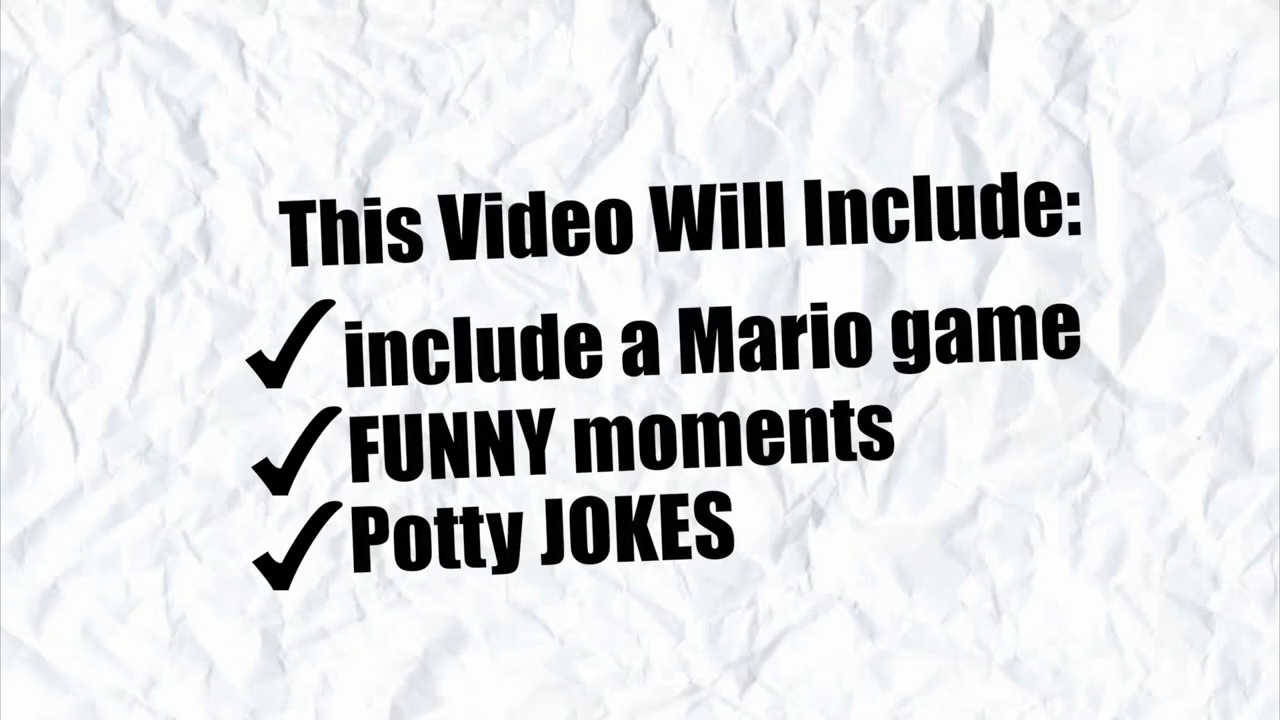 This Video Will Include:
✓ include a Mario game
✓ FUNNY moments
✓ Potty JOKES